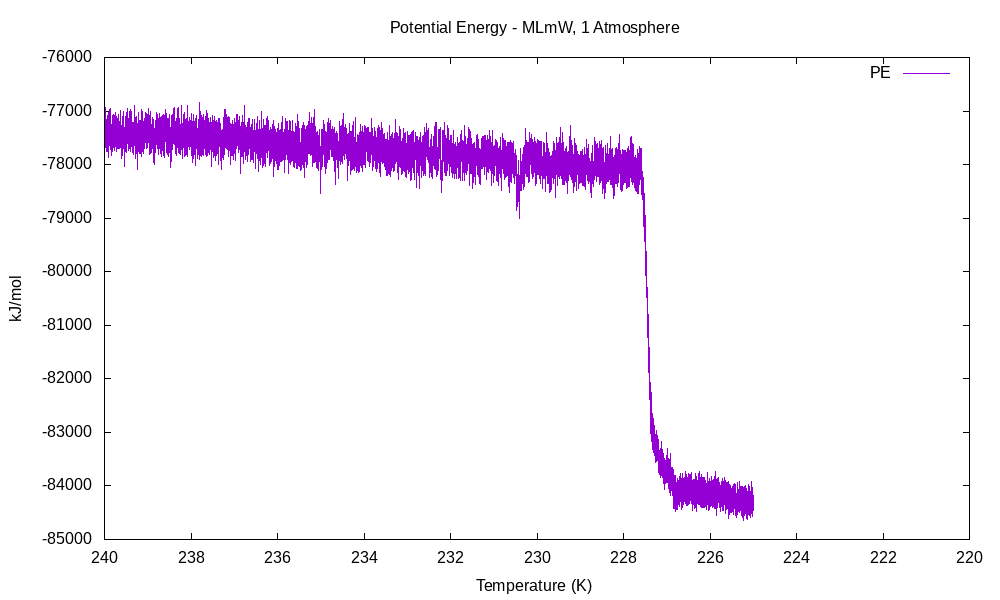 Potential Energy - MLmW, 1 Atmosphere
-76000
PE
-77000
-78000
-79000
-80000
-81000
-82000
-83000
-84000
-85000
kJ/mol
240 238 236 234 232 230 228 226 224 222 220
Temperature (K)